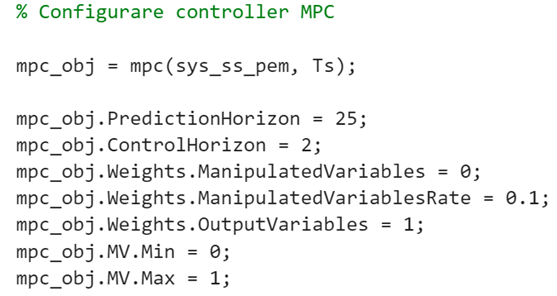 % Configurare controller MPC
mpc_obj = mpc(sys_ss_pem, Ts);
mpc_obj.PredictionHorizon = 25;
mpc_obj.ControlHorizon = 2;
mpc_obj.Weights.ManipulatedVariables = 0;
mpc_obj.Weights.ManipulatedVariablesRate = 0.1;
mpc_obj.Weights.OutputVariables = 1;
mpc_obj.MV.Min = 0;
mpc_obj.MV.Max = 1;